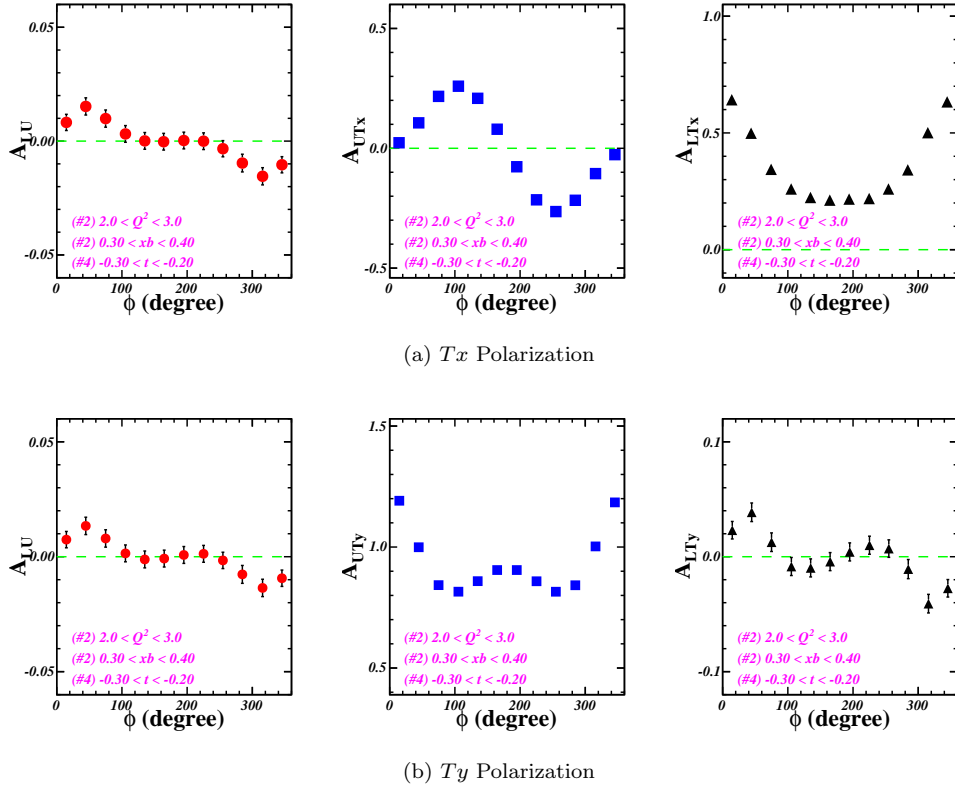 0.05
0.00
-0.05
A_LU
(#2) 2.0 < Q² < 3.0
(#2) 0.30 < xb < 0.40
(#4) -0.30 < t < -0.20
0 100 200 300
ϕ (degree)
0.5
0.0
-0.5
A_UTx
(#2) 2.0 < Q² < 3.0
(#2) 0.30 < xb < 0.40
(#4) -0.30 < t < -0.20
0 100 200 300
ϕ (degree)
1.0
0.5
0.0
A_LTx
(#2) 2.0 < Q² < 3.0
(#2) 0.30 < xb < 0.40
(#4) -0.30 < t < -0.20
0 100 200 300
ϕ (degree)
(a) Tx Polarization
0.05
0.00
-0.05
A_LU
(#2) 2.0 < Q² < 3.0
(#2) 0.30 < xb < 0.40
(#4) -0.30 < t < -0.20
0 100 200 300
ϕ (degree)
1.5
1.0
0.5
A_UTy
(#2) 2.0 < Q² < 3.0
(#2) 0.30 < xb < 0.40
(#4) -0.30 < t < -0.20
0 100 200 300
ϕ (degree)
0.1
0.0
-0.1
A_LTy
(#2) 2.0 < Q² < 3.0
(#2) 0.30 < xb < 0.40
(#4) -0.30 < t < -0.20
0 100 200 300
ϕ (degree)
(b) Ty Polarization